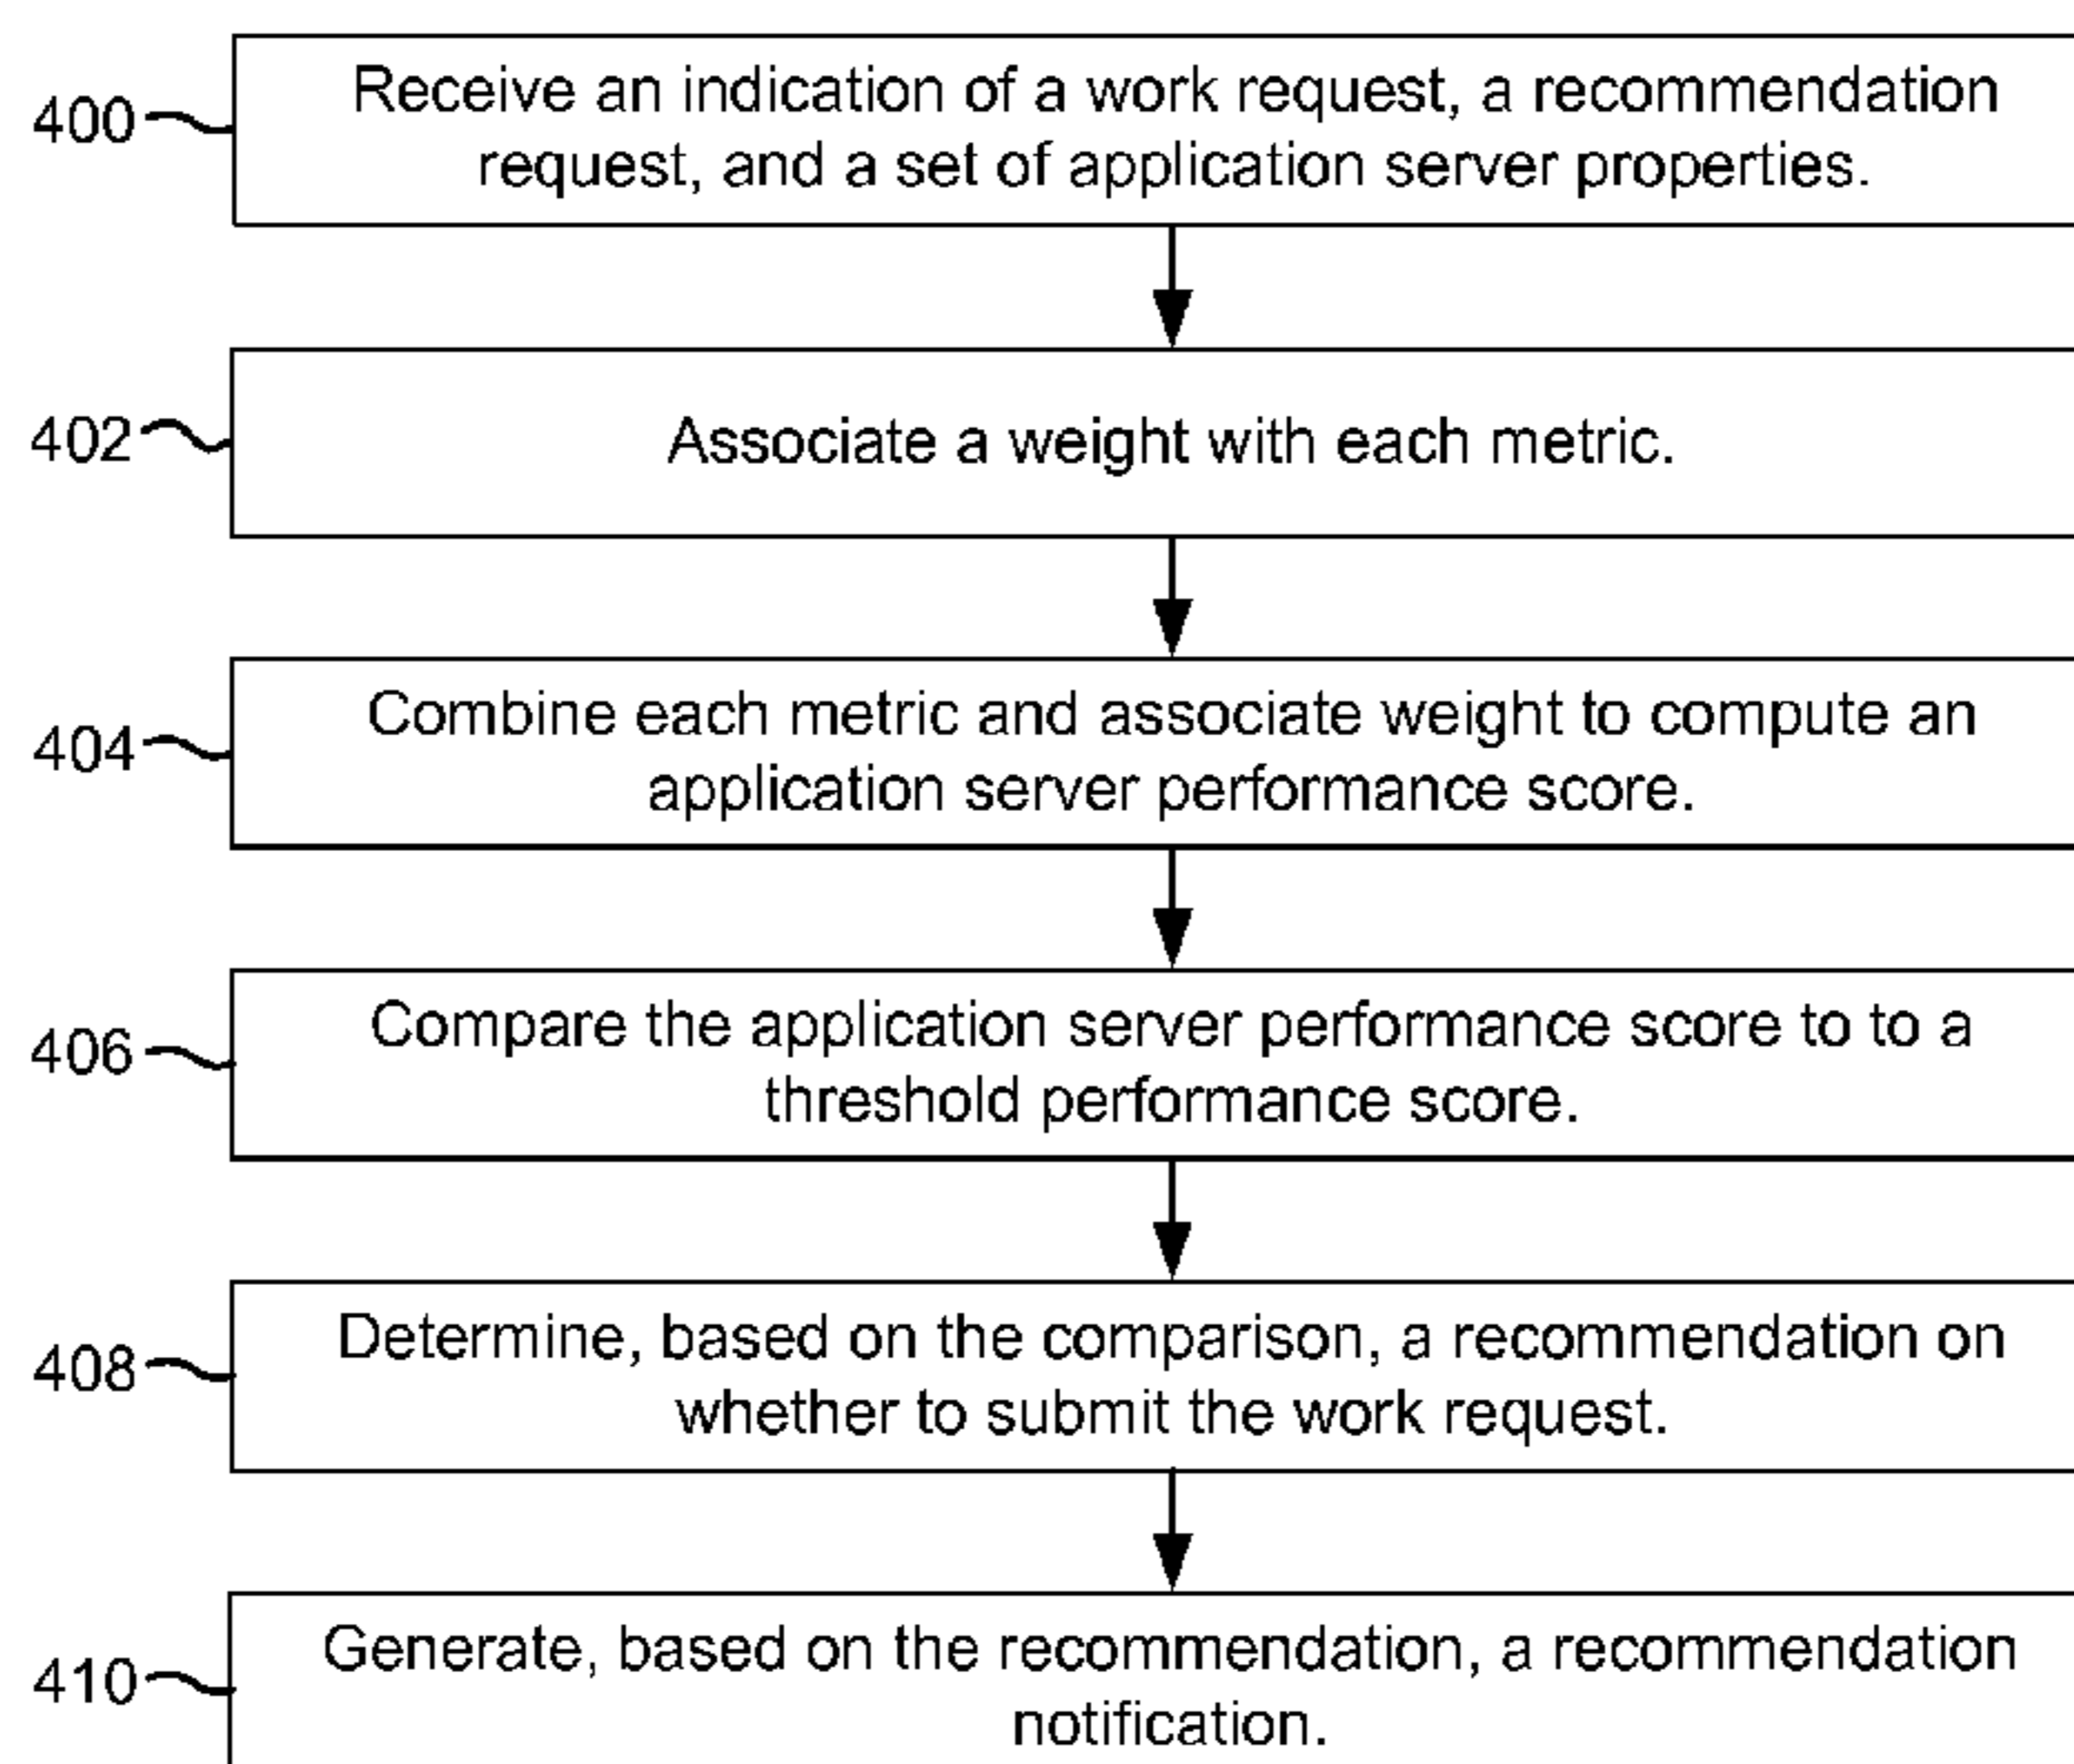 400
Receive an indication of a work request, a recommendation
request, and a set of application server properties.
402
Associate a weight with each metric.
404
Combine each metric and associate weight to compute an
application server performance score.
406
Compare the application server performance score to to a
threshold performance score.
408
Determine, based on the comparison, a recommendation on
whether to submit the work request.
410
Generate, based on the recommendation, a recommendation
notification.